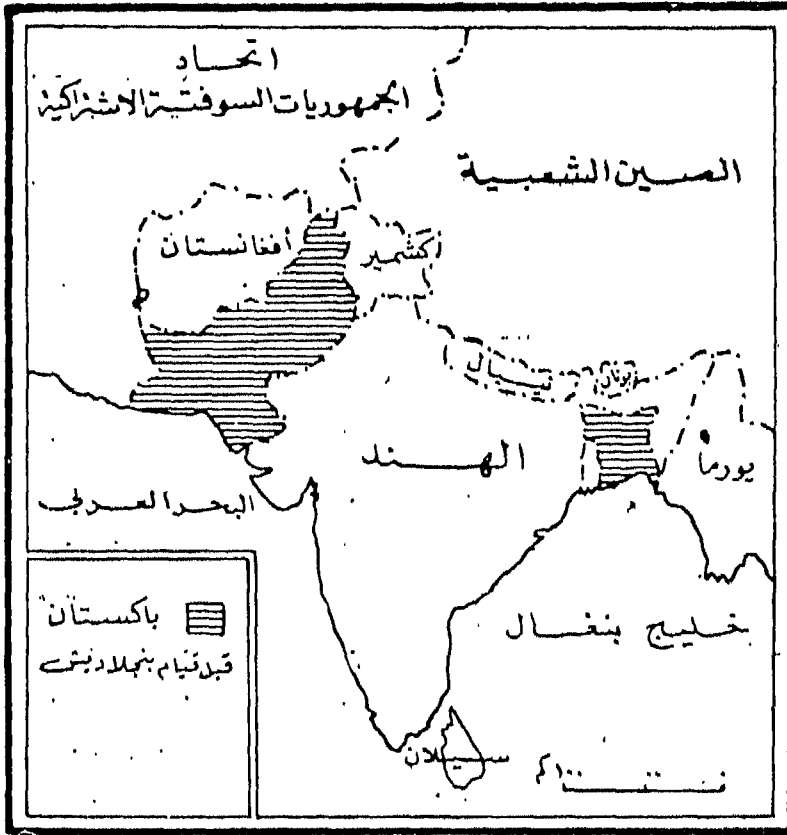 اتحاد
الجمهوريات السوفتية الاشتراكية
الصين الشعبية
أفغانستان
كشمير
نيبال
بوتان
الهند
بورما
البحر العربي
خليج بنغال
باكستان
قبل قيام بنجلاديش
سيلان
كم